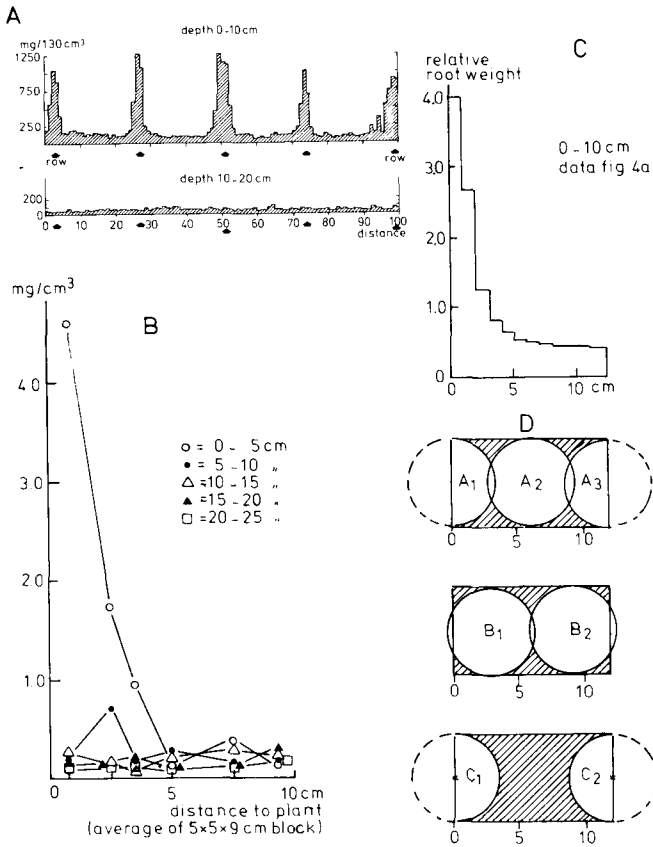 A
depth 0-10cm
mg/130cm³
1250
750
250
row
row
depth 10-20cm
200
0
0 10 20 30 40 50 60 70 80 90 100
distance
C
relative
root weight
4.0
3.0
2.0
1.0
0
0 5 10 cm
0-10cm
data fig 4a
B
mg/cm³
4.0
3.0
2.0
1.0
0 5 10cm
distance to plant
(average of 5×5×9cm block)
○ = 0 - 5cm
● = 5-10 "
△ =10-15 "
▲ =15-20 "
□ =20-25 "
D
A1 A2 A3
0 5 10
B1 B2
0 5 10
C1 C2
0 5 10